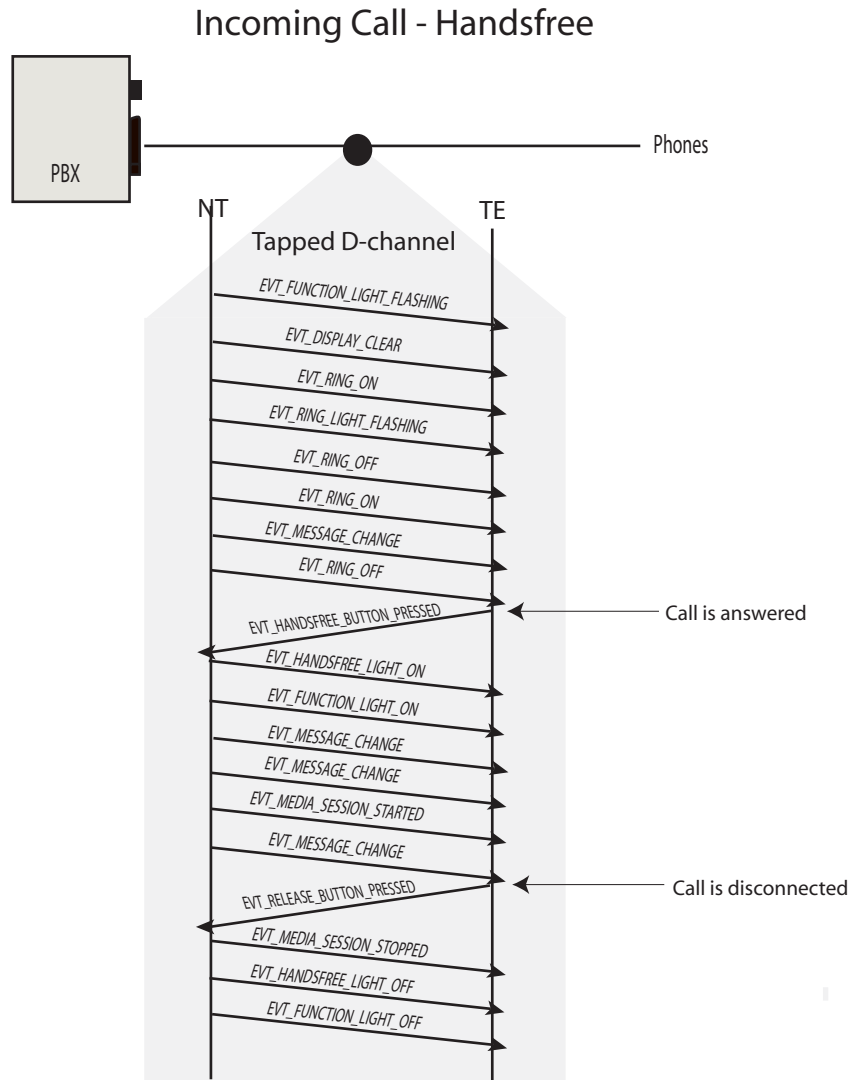 Incoming Call - Handsfree
PBX
Phones
NT
TE
Tapped D-channel
EVT_FUNCTION_LIGHT_FLASHING
EVT_DISPLAY_CLEAR
EVT_RING_ON
EVT_RING_LIGHT_FLASHING
EVT_RING_OFF
EVT_RING_ON
EVT_MESSAGE_CHANGE
EVT_RING_OFF
EVT_HANDSFREE_BUTTON_PRESSED
Call is answered
EVT_HANDSFREE_LIGHT_ON
EVT_FUNCTION_LIGHT_ON
EVT_MESSAGE_CHANGE
EVT_MESSAGE_CHANGE
EVT_MEDIA_SESSION_STARTED
EVT_MESSAGE_CHANGE
EVT_RELEASE_BUTTON_PRESSED
Call is disconnected
EVT_MEDIA_SESSION_STOPPED
EVT_HANDSFREE_LIGHT_OFF
EVT_FUNCTION_LIGHT_OFF